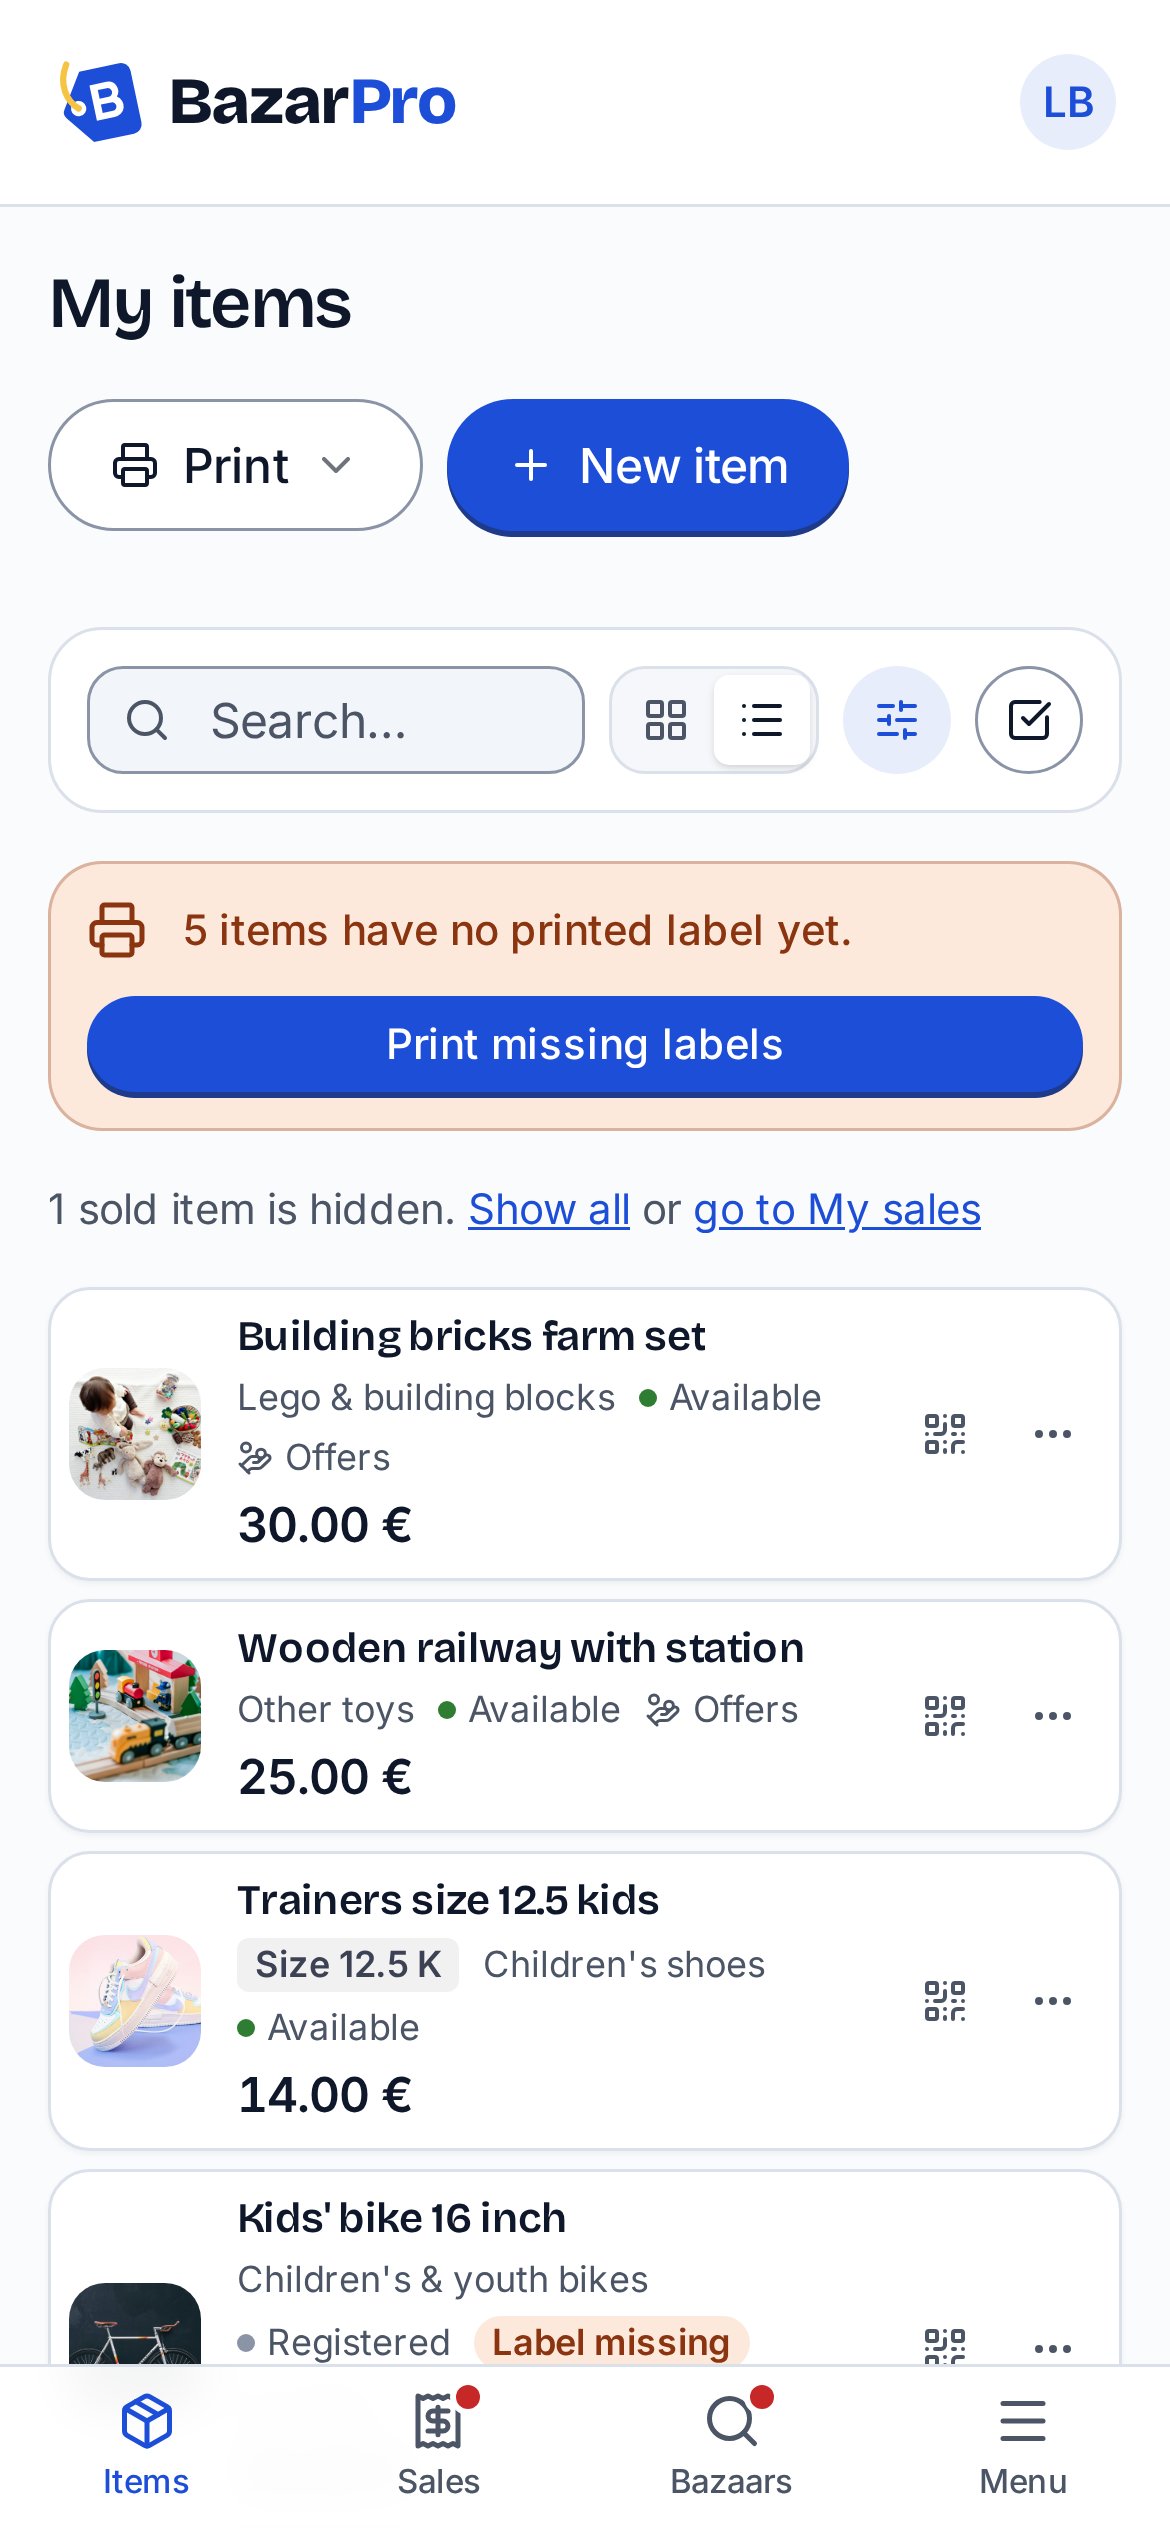 B BazarPro
LB
My items
Print
+ New item
Search...
5 items have no printed label yet.
Print missing labels
1 sold item is hidden. Show all or go to My sales
Building bricks farm set
Lego & building blocks Available
Offers
30.00 €
Wooden railway with station
Other toys Available Offers
25.00 €
Trainers size 12.5 kids
Size 12.5 K Children's shoes
Available
14.00 €
Kids' bike 16 inch
Children's & youth bikes
Registered Label missing
Items Sales Bazaars Menu